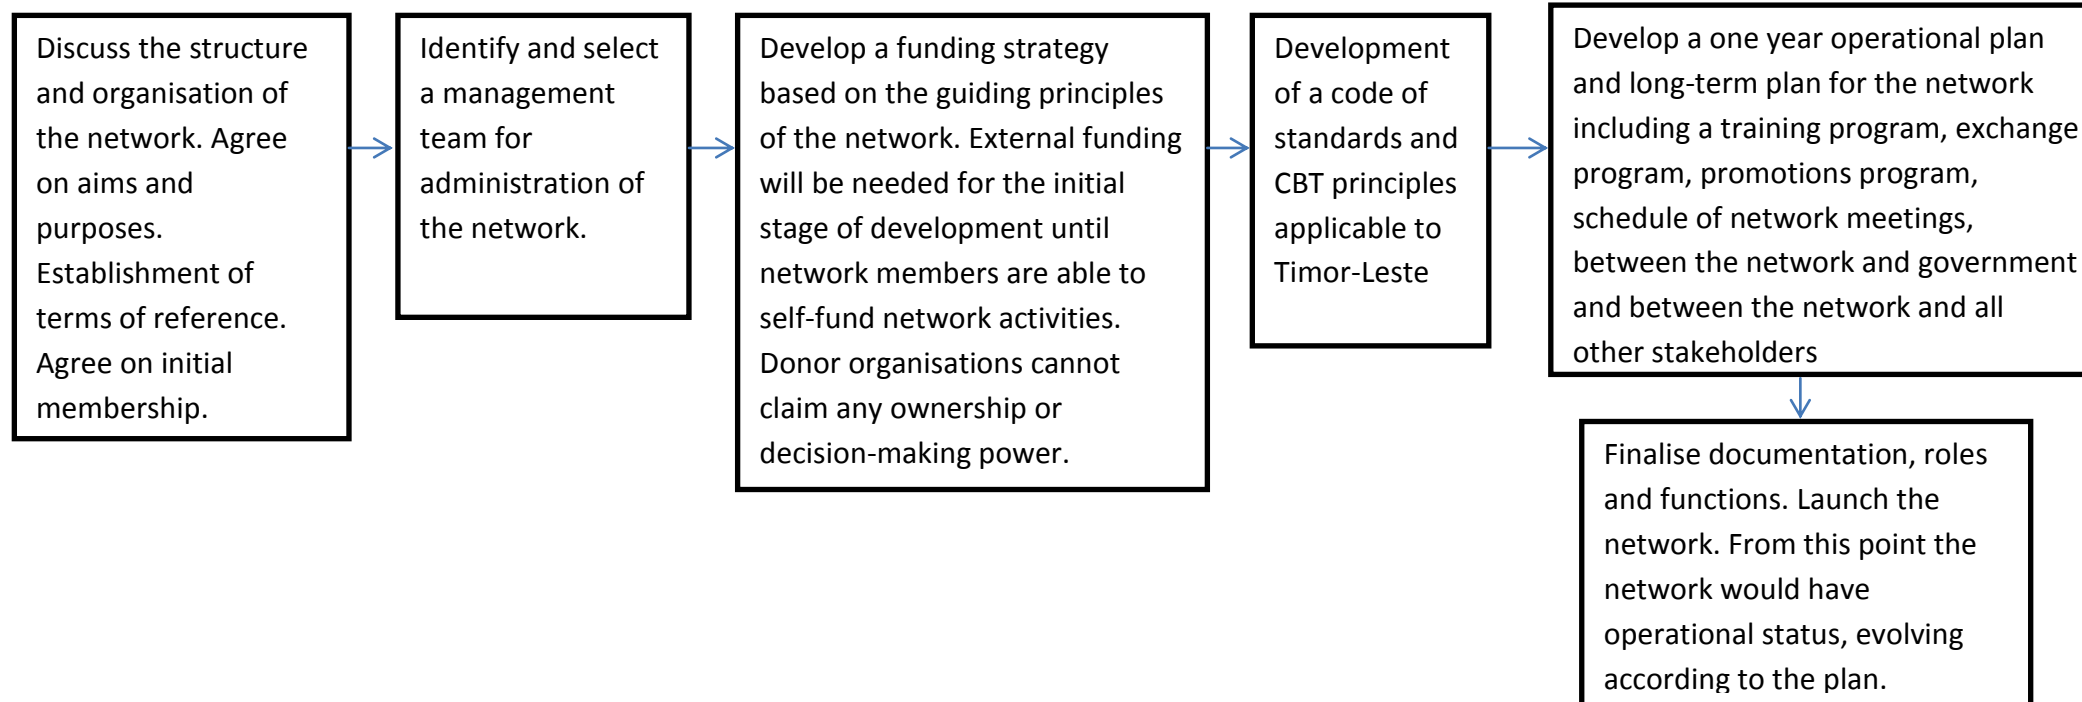 Discuss the structure
and organisation of
the network. Agree
on aims and
purposes.
Establishment of
terms of reference.
Agree on initial
membership.
Identify and select
a management
team for
administration of
the network.
Develop a funding strategy
based on the guiding principles
of the network. External funding
will be needed for the initial
stage of development until
network members are able to
self-fund network activities.
Donor organisations cannot
claim any ownership or
decision-making power.
Development
of a code of
standards and
CBT principles
applicable to
Timor-Leste
Develop a one year operational plan
and long-term plan for the network
including a training program, exchange
program, promotions program,
schedule of network meetings,
between the network and government
and between the network and all
other stakeholders
Finalise documentation, roles
and functions. Launch the
network. From this point the
network would have
operational status, evolving
according to the plan.